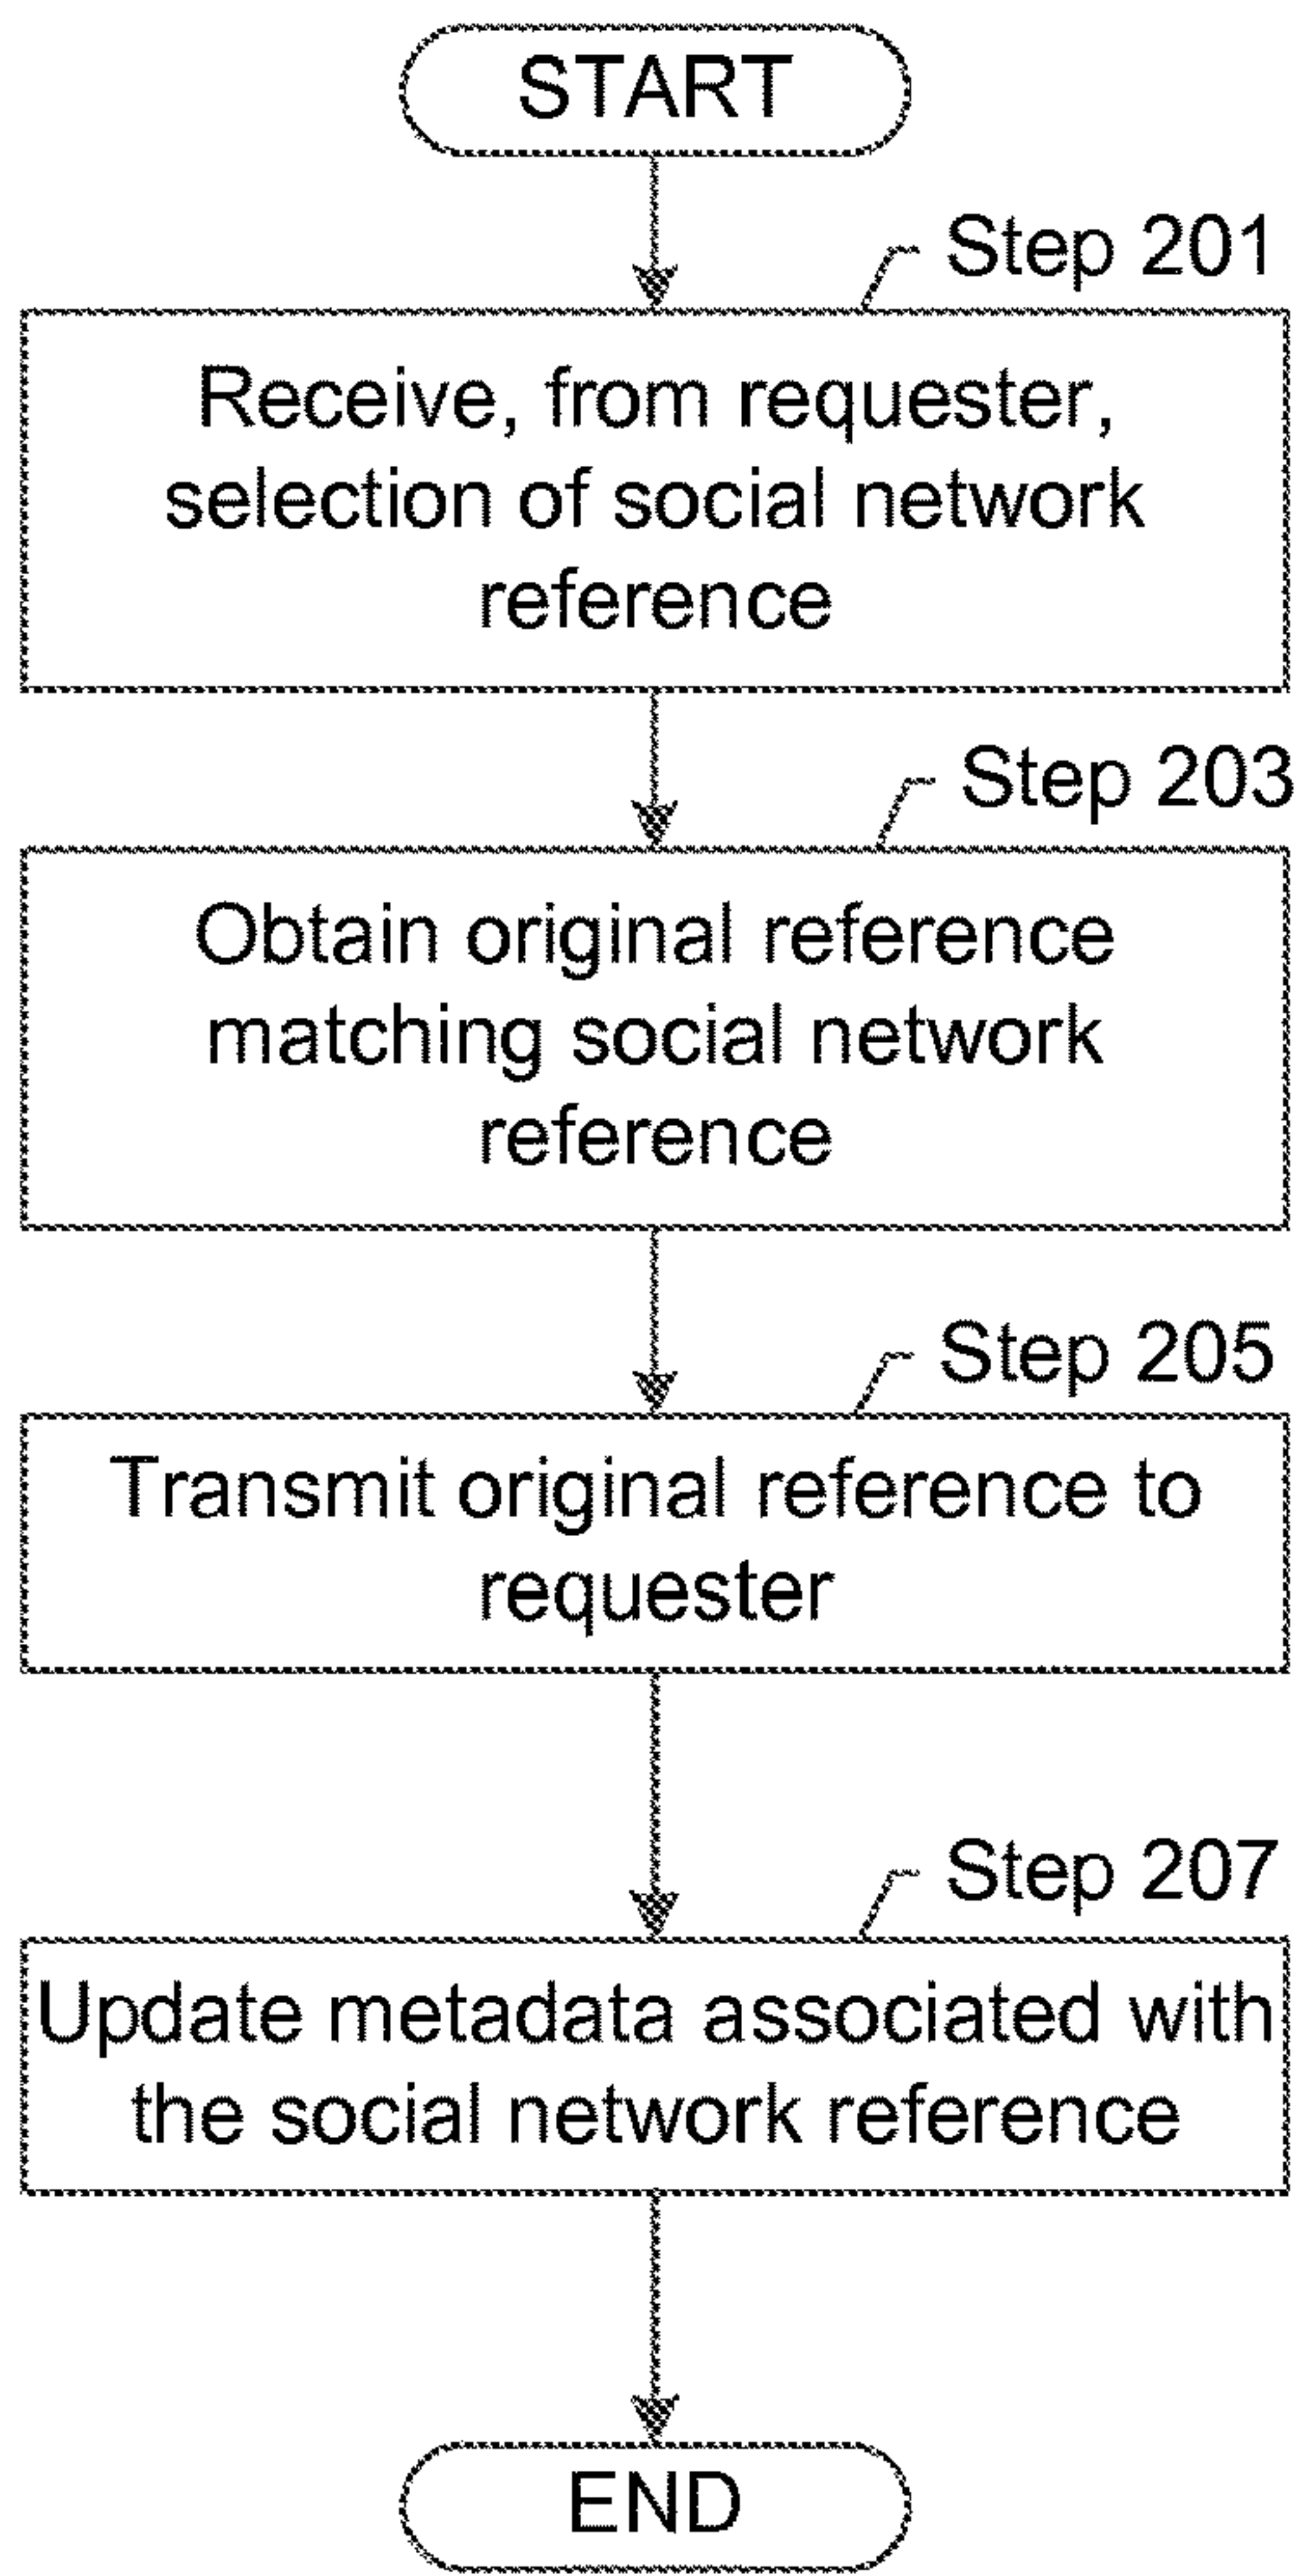 START
Step 201
Receive, from requester,
selection of social network
reference
Step 203
Obtain original reference
matching social network
reference
Step 205
Transmit original reference to
requester
Step 207
Update metadata associated with
the social network reference
END